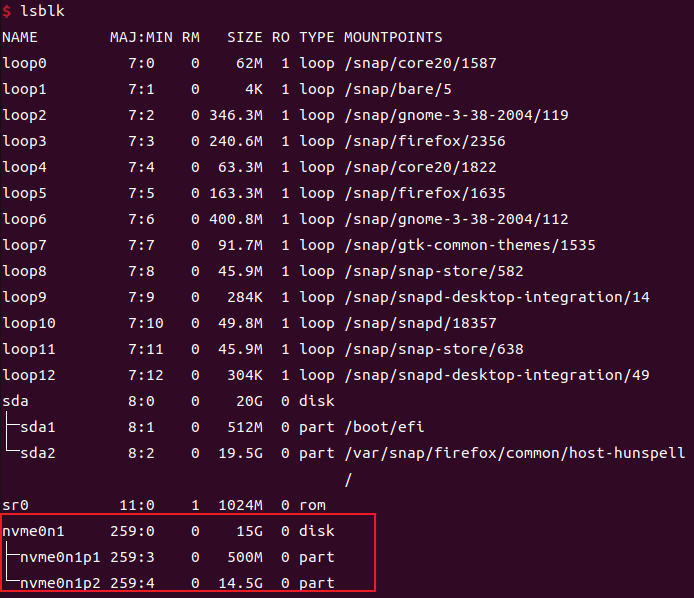 $ lsblk
NAME        MAJ:MIN RM   SIZE RO TYPE MOUNTPOINTS
loop0         7:0    0    62M  1 loop /snap/core20/1587
loop1         7:1    0     4K  1 loop /snap/bare/5
loop2         7:2    0 346.3M  1 loop /snap/gnome-3-38-2004/119
loop3         7:3    0 240.6M  1 loop /snap/firefox/2356
loop4         7:4    0  63.3M  1 loop /snap/core20/1822
loop5         7:5    0 163.3M  1 loop /snap/firefox/1635
loop6         7:6    0 400.8M  1 loop /snap/gnome-3-38-2004/112
loop7         7:7    0  91.7M  1 loop /snap/gtk-common-themes/1535
loop8         7:8    0  45.9M  1 loop /snap/snap-store/582
loop9         7:9    0   284K  1 loop /snap/snapd-desktop-integration/14
loop10        7:10   0  49.8M  1 loop /snap/snapd/18357
loop11        7:11   0  45.9M  1 loop /snap/snap-store/638
loop12        7:12   0   304K  1 loop /snap/snapd-desktop-integration/49
sda           8:0    0    20G  0 disk
├─sda1        8:1    0   512M  0 part /boot/efi
└─sda2        8:2    0  19.5G  0 part /var/snap/firefox/common/host-hunspell
                                      /
sr0          11:0    1  1024M  0 rom
nvme0n1     259:0    0    15G  0 disk
├─nvme0n1p1 259:3    0   500M  0 part
└─nvme0n1p2 259:4    0  14.5G  0 part